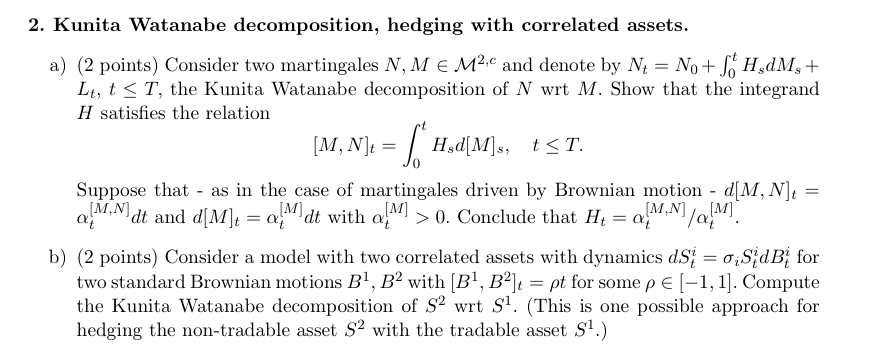 2. Kunita Watanabe decomposition, hedging with correlated assets.
a) (2 points) Consider two martingales $N, M \in \mathcal{M}^{2,c}$ and denote by $N_t = N_0 + \int_0^t H_s dM_s +$
$L_t$, $t \leq T$, the Kunita Watanabe decomposition of $N$ wrt $M$. Show that the integrand
$H$ satisfies the relation
$[M, N]_t = \int_0^t H_s d[M]_s, \quad t \leq T.$
Suppose that - as in the case of martingales driven by Brownian motion - $d[M, N]_t =$
$\alpha_t^{[M,N]} dt$ and $d[M]_t = \alpha_t^{[M]} dt$ with $\alpha_t^{[M]} > 0$. Conclude that $H_t = \alpha_t^{[M,N]} / \alpha_t^{[M]}$.
b) (2 points) Consider a model with two correlated assets with dynamics $dS_t^i = \sigma_i S_t^i dB_t^i$ for
two standard Brownian motions $B^1, B^2$ with $[B^1, B^2]_t = \rho t$ for some $\rho \in [-1, 1]$. Compute
the Kunita Watanabe decomposition of $S^2$ wrt $S^1$. (This is one possible approach for
hedging the non-tradable asset $S^2$ with the tradable asset $S^1$.)